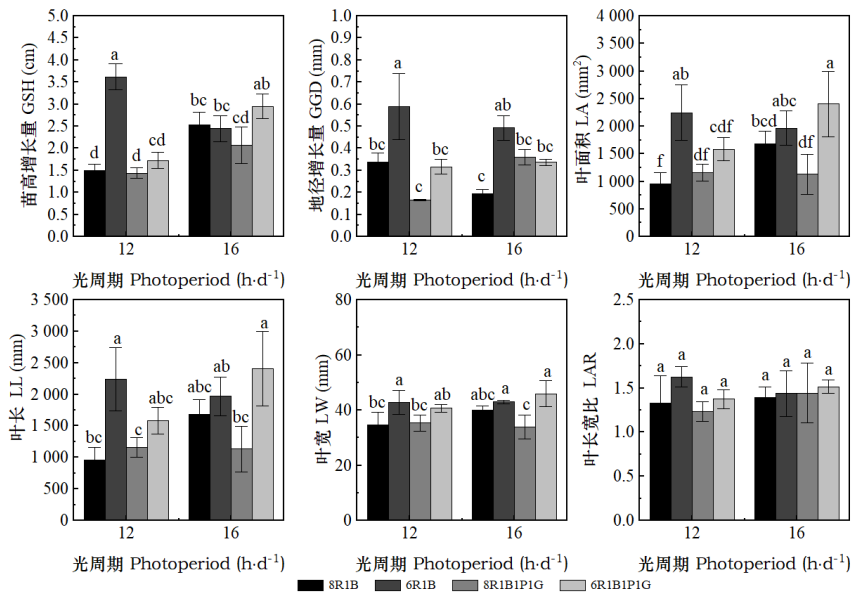 苗高增长量 GSH (cm)
5.0
4.5
4.0
3.5
3.0
2.5
2.0
1.5
1.0
0.5
0.0
d a d cd
bc bc cd ab
12 16
光周期 Photoperiod (h·d-1)
地径增长量 GGD (mm)
1.0
0.9
0.8
0.7
0.6
0.5
0.4
0.3
0.2
0.1
0.0
bc a c bc
c ab bc bc
12 16
光周期 Photoperiod (h·d-1)
叶面积 LA (mm2)
4 000
3 500
3 000
2 500
2 000
1 500
1 000
500
0
f ab df cdf
bcd abc df a
12 16
光周期 Photoperiod (h·d-1)
叶长 LL (mm)
3 500
3 000
2 500
2 000
1 500
1 000
500
0
bc a c abc
abc ab bc a
12 16
光周期 Photoperiod (h·d-1)
叶宽 LW (mm)
80
60
40
20
0
bc a bc ab
abc a c a
12 16
光周期 Photoperiod (h·d-1)
叶长宽比 LAR
2.5
2.0
1.5
1.0
0.5
0.0
a a a a
a a a a
12 16
光周期 Photoperiod (h·d-1)
8R1B 6R1B 8R1B1P1G 6R1B1P1G